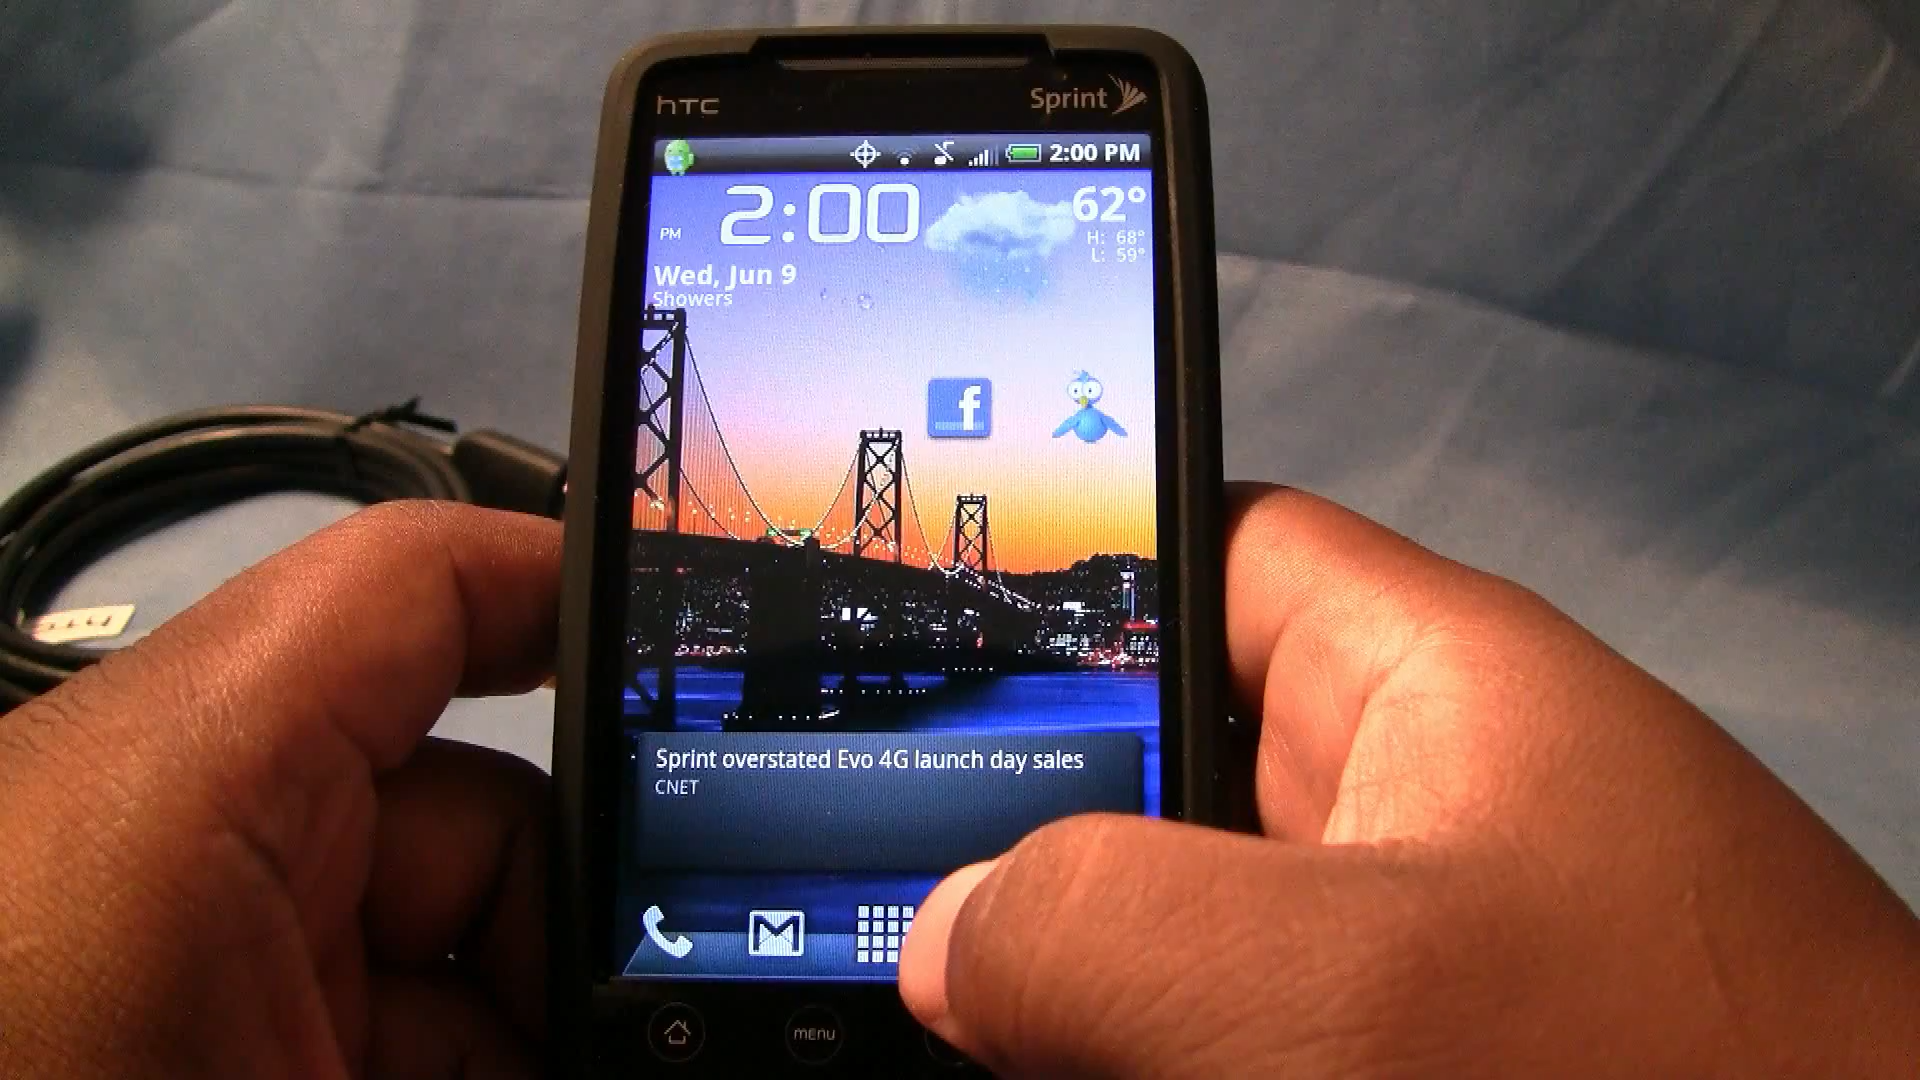 hTC
Sprint
2:00 PM
PM
2:00
62°
H: 68°
L: 59°
Wed, Jun 9
Showers
f
Sprint overstated Evo 4G launch day sales
CNET
menu
hTC